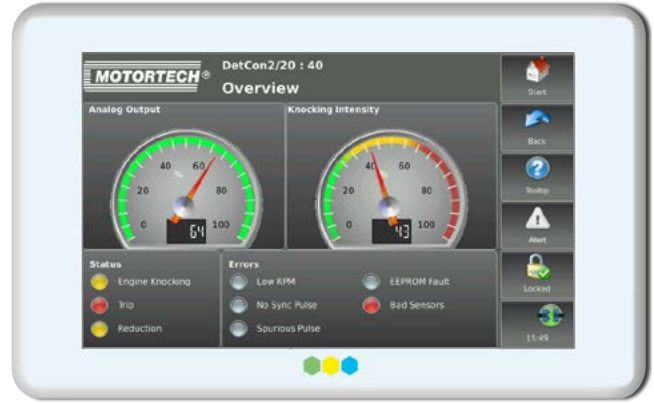 MOTORTECH®
DetCon2/20 : 40
Overview
Analog Output
0
20
40
60
80
100
64
Knocking Intensity
0
20
40
60
80
100
43
Status
Engine Knocking
Trip
Reduction
Errors
Low RPM
No Sync Pulse
Spurious Pulse
EEPROM Fault
Bad Sensors
Start
Back
Tooltip
Alert
Locked
15:49